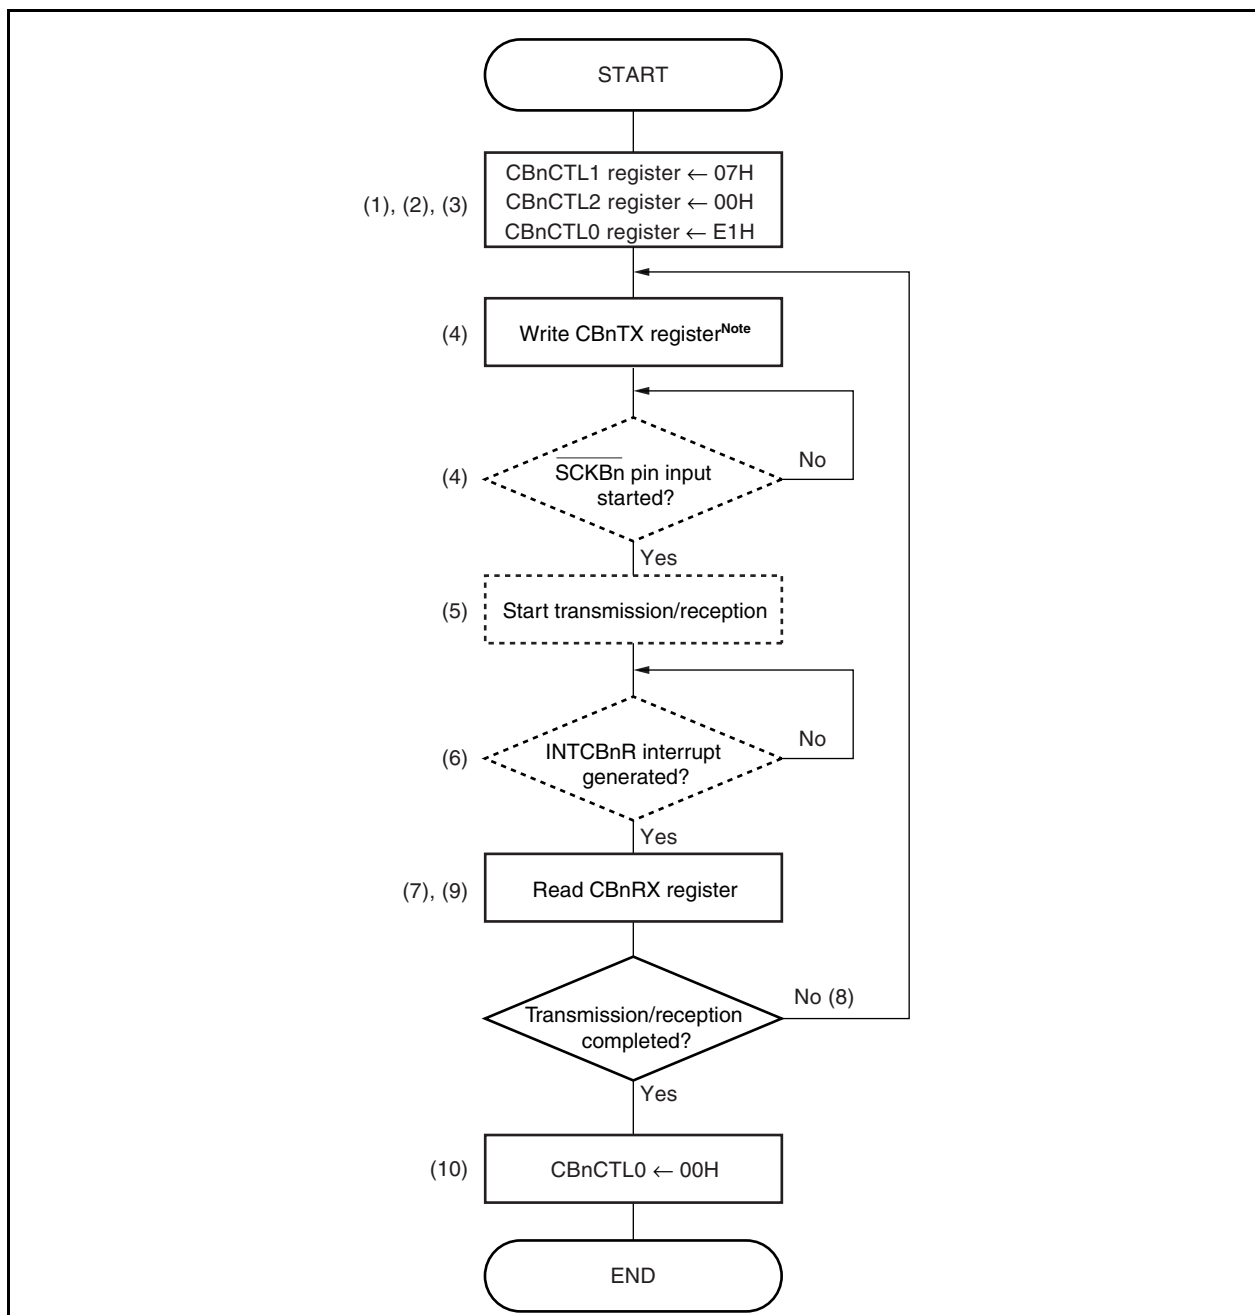 START
CBnCTL1 register ← 07H
(1), (2), (3)
CBnCTL2 register ← 00H
CBnCTL0 register ← E1H
(4)
Write CBnTX registerNote
(4)
SCKBn pin input
started?
No
Yes
(5)
Start transmission/reception
(6)
INTCBnR interrupt
generated?
No
Yes
(7), (9)
Read CBnRX register
Transmission/reception
completed?
No (8)
Yes
(10)
CBnCTL0 ← 00H
END